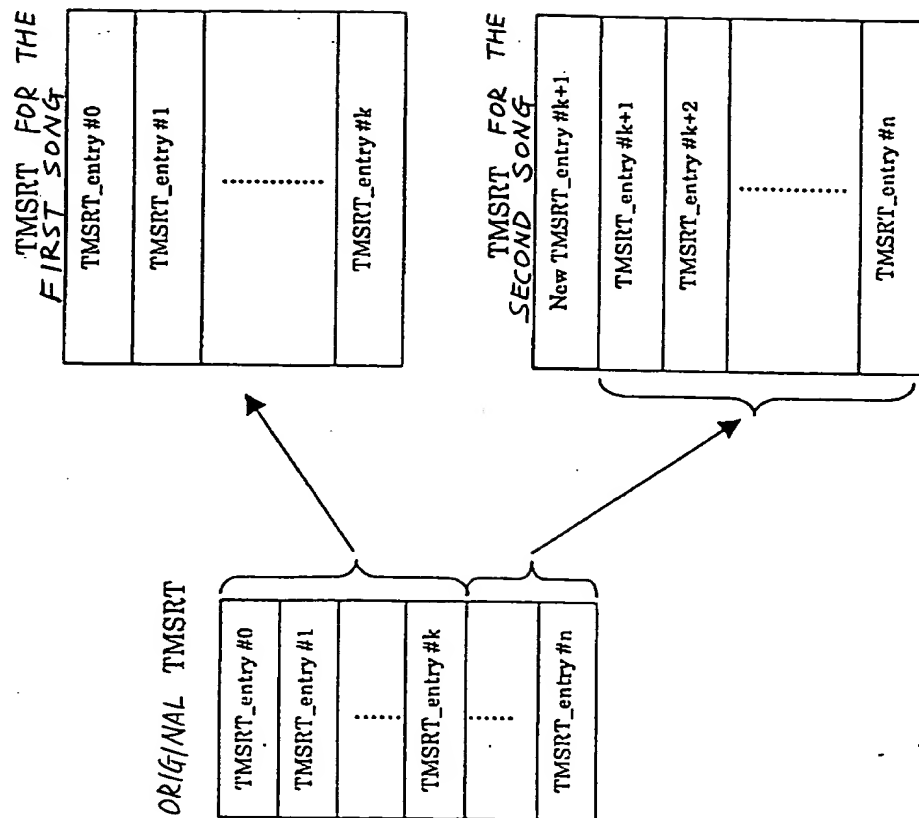 ORIGINAL TMSRT
TMSRT_entry #0
TMSRT_entry #1
......
TMSRT_entry #k
......
TMSRT_entry #n
TMSRT FOR THE
FIRST SONG
TMSRT_entry #0
TMSRT_entry #1
...............
TMSRT_entry #k
TMSRT FOR THE
SECOND SONG
New TMSRT_entry #k+1
TMSRT_entry #k+1
TMSRT_entry #k+2
...............
TMSRT_entry #n